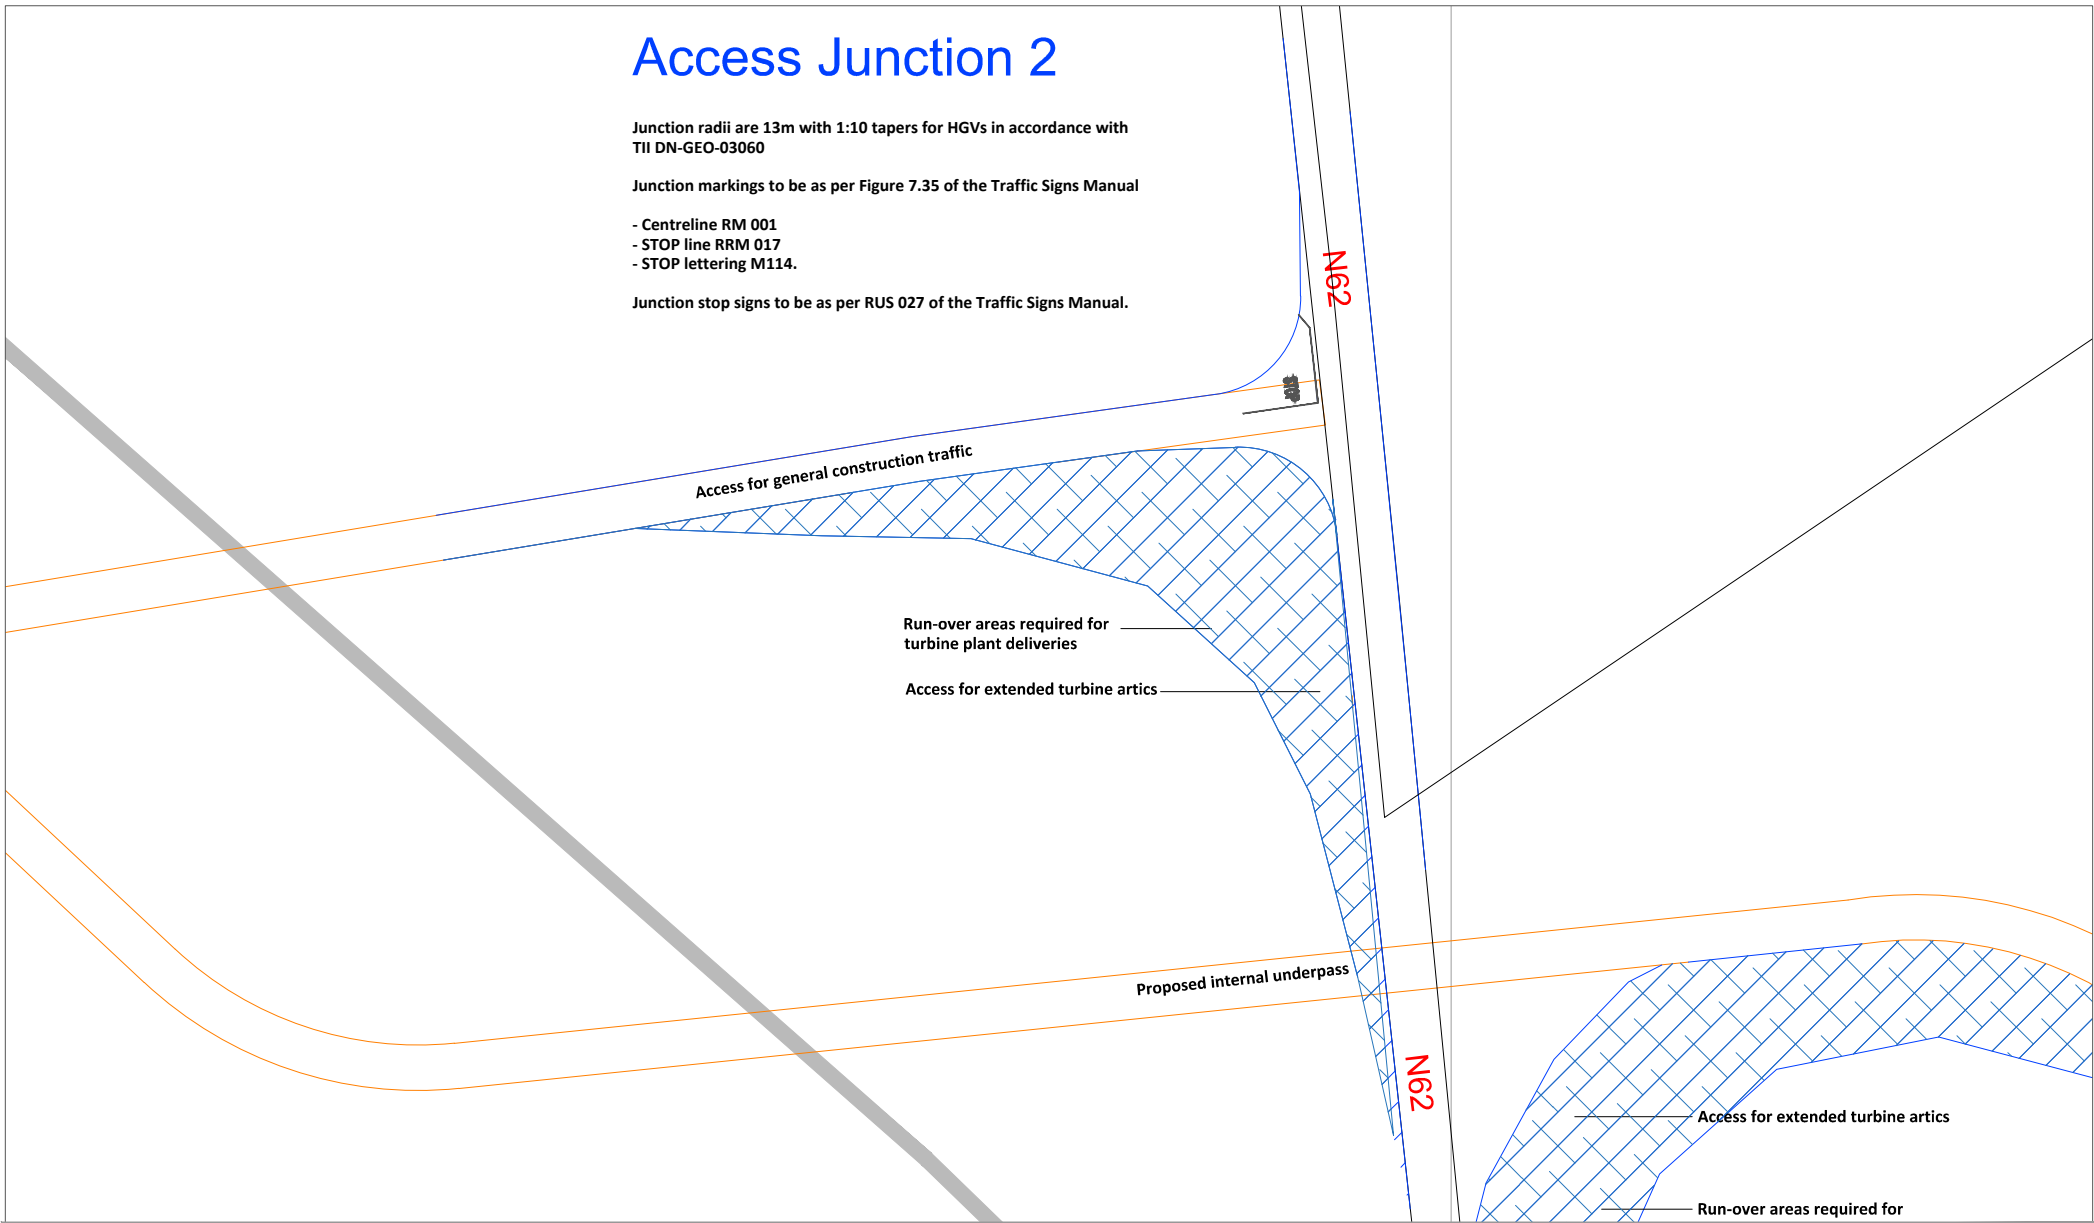 Access Junction 2
Junction radii are 13m with 1:10 tapers for HGVs in accordance with
TII DN-GEO-03060
Junction markings to be as per Figure 7.35 of the Traffic Signs Manual
- Centreline RM 001
- STOP line RRM 017
- STOP lettering M114.
Junction stop signs to be as per RUS 027 of the Traffic Signs Manual.
N62
Access for general construction traffic
Run-over areas required for
turbine plant deliveries
Access for extended turbine artics
Proposed internal underpass
N62
Access for extended turbine artics
Run-over areas required for